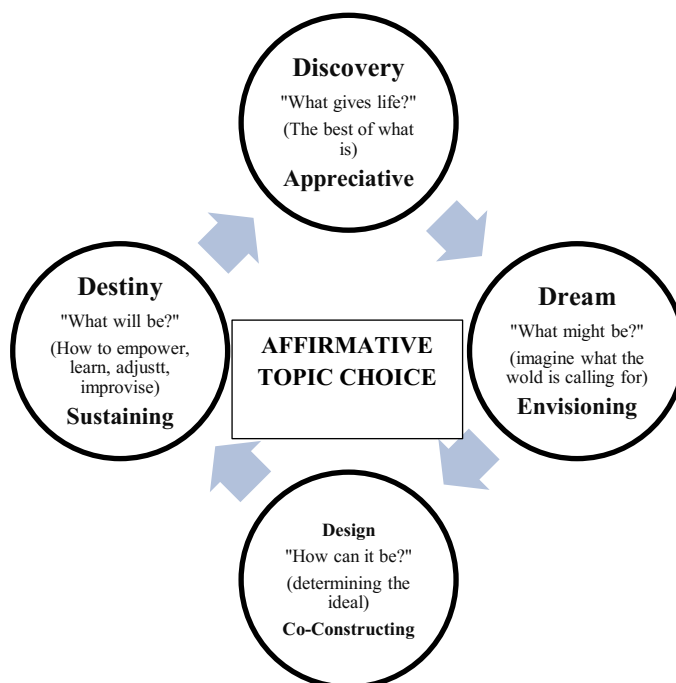 Discovery
"What gives life?"
(The best of what
is)
Appreciative
Destiny
"What will be?"
(How to empower,
learn, adjustt,
improvise)
Sustaining
AFFIRMATIVE
TOPIC CHOICE
Dream
"What might be?"
(imagine what the
wold is calling for)
Envisioning
Design
"How can it be?"
(determining the
ideal)
Co-Constructing